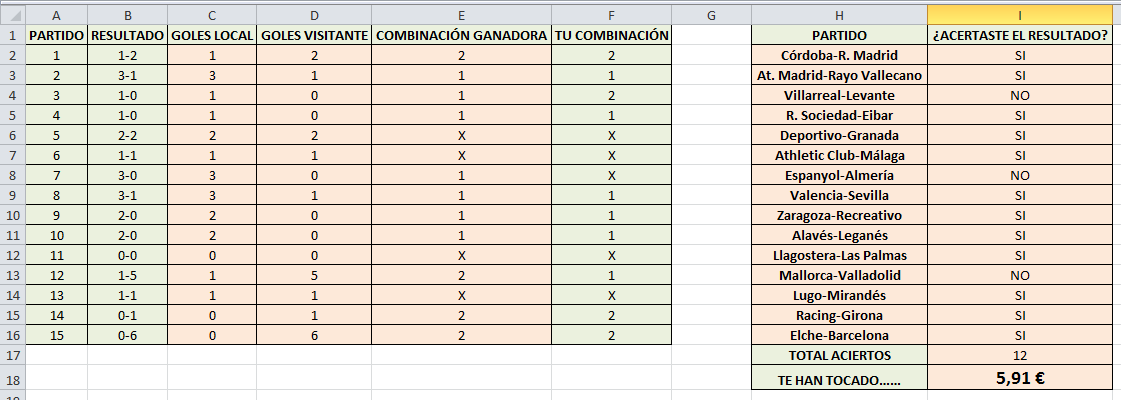 A B C D E F G H I
1 PARTIDO RESULTADO GOLES LOCAL GOLES VISITANTE COMBINACIÓN GANADORA TU COMBINACIÓN PARTIDO ¿ACERTASTE EL RESULTADO?
2 1 1-2 1 2 2 2 Córdoba-R. Madrid SI
3 2 3-1 3 1 1 1 At. Madrid-Rayo Vallecano SI
4 3 1-0 1 0 1 2 Villarreal-Levante NO
5 4 1-0 1 0 1 1 R. Sociedad-Eibar SI
6 5 2-2 2 2 X X Deportivo-Granada SI
7 6 1-1 1 1 X X Athletic Club-Málaga SI
8 7 3-0 3 0 1 X Espanyol-Almería NO
9 8 3-1 3 1 1 1 Valencia-Sevilla SI
10 9 2-0 2 0 1 1 Zaragoza-Recreativo SI
11 10 2-0 2 0 1 1 Alavés-Leganés SI
12 11 0-0 0 0 X X Llagostera-Las Palmas SI
13 12 1-5 1 5 2 1 Mallorca-Valladolid NO
14 13 1-1 1 1 X X Lugo-Mirandés SI
15 14 0-1 0 1 2 2 Racing-Girona SI
16 15 0-6 0 6 2 2 Elche-Barcelona SI
17 TOTAL ACIERTOS 12
18 TE HAN TOCADO...... 5,91 €